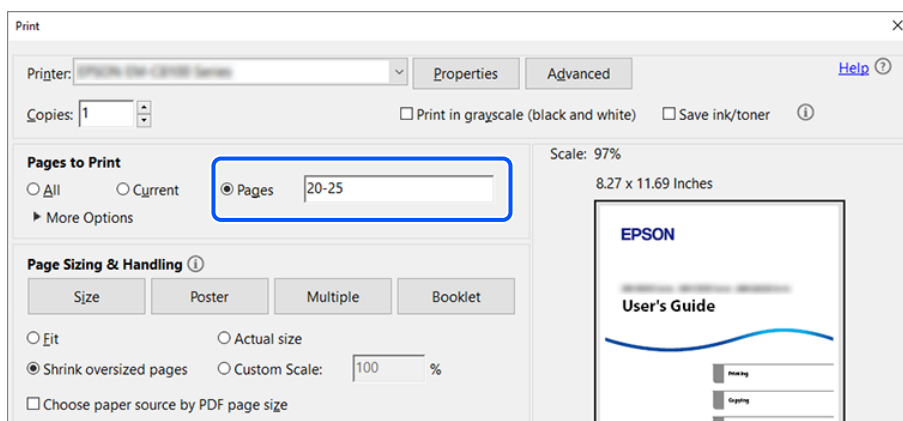 Print
Printer: Properties Advanced Help
Copies: 1 Print in grayscale (black and white) Save ink/toner
Pages to Print
All Current Pages 20-25
More Options
Scale: 97%
8.27 x 11.69 Inches
Page Sizing & Handling
Size Poster Multiple Booklet
Fit Actual size
Shrink oversized pages Custom Scale: 100 %
Choose paper source by PDF page size
EPSON
User's Guide
Printing
Copying